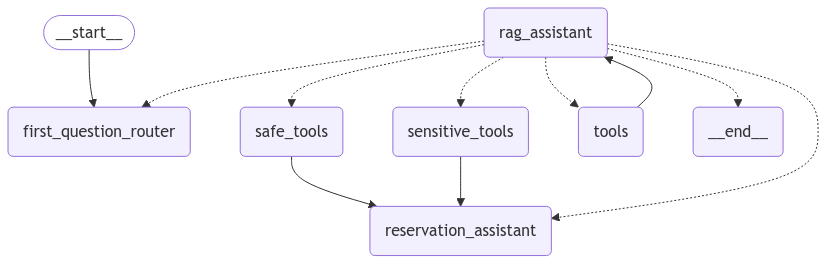 __start__
rag_assistant
first_question_router
safe_tools
sensitive_tools
tools
__end__
reservation_assistant